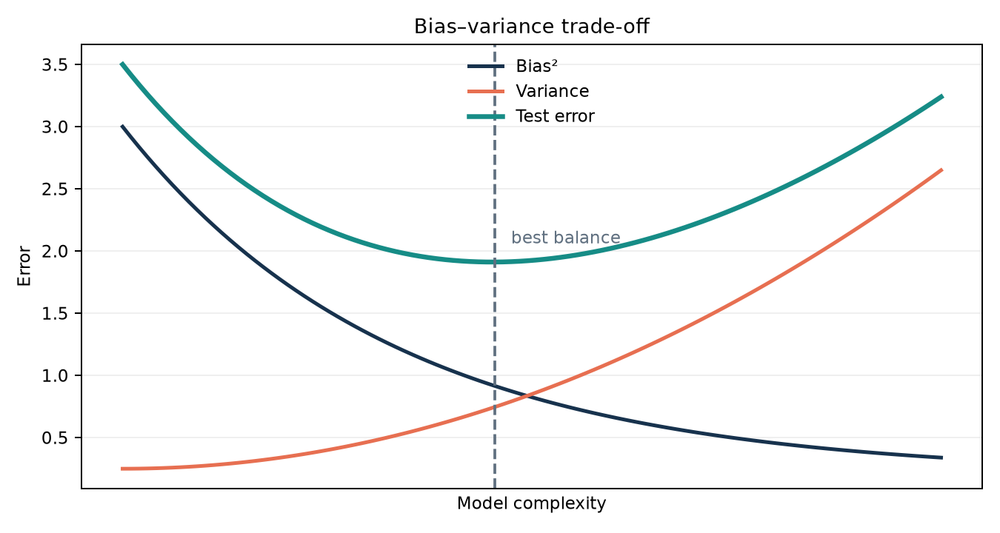 Bias–variance trade-off
Bias²
Variance
Test error
3.5
3.0
2.5
2.0
1.5
1.0
0.5
Error
best balance
Model complexity